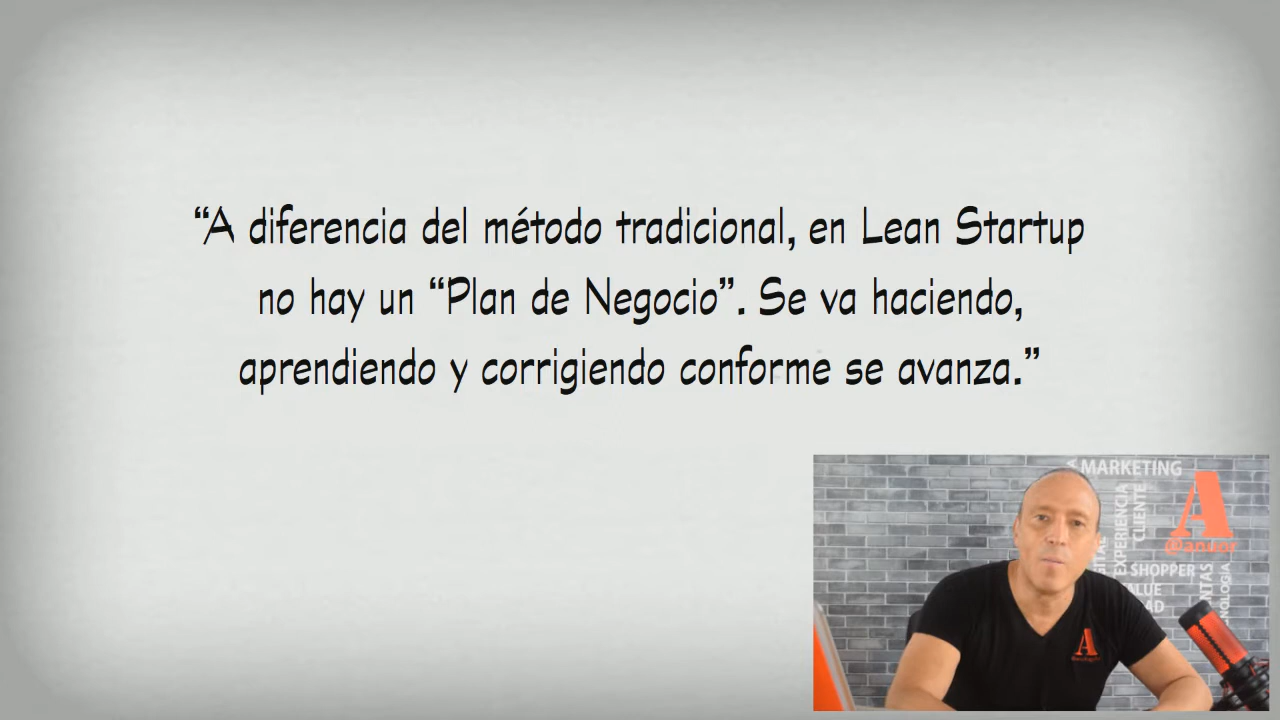 “A diferencia del método tradicional, en Lean Startup
no hay un “Plan de Negocio”. Se va haciendo,
aprendiendo y corrigiendo conforme se avanza.”
MARKETING
EXPERIENCIA
CLIENTE
A
SHOPPER
A